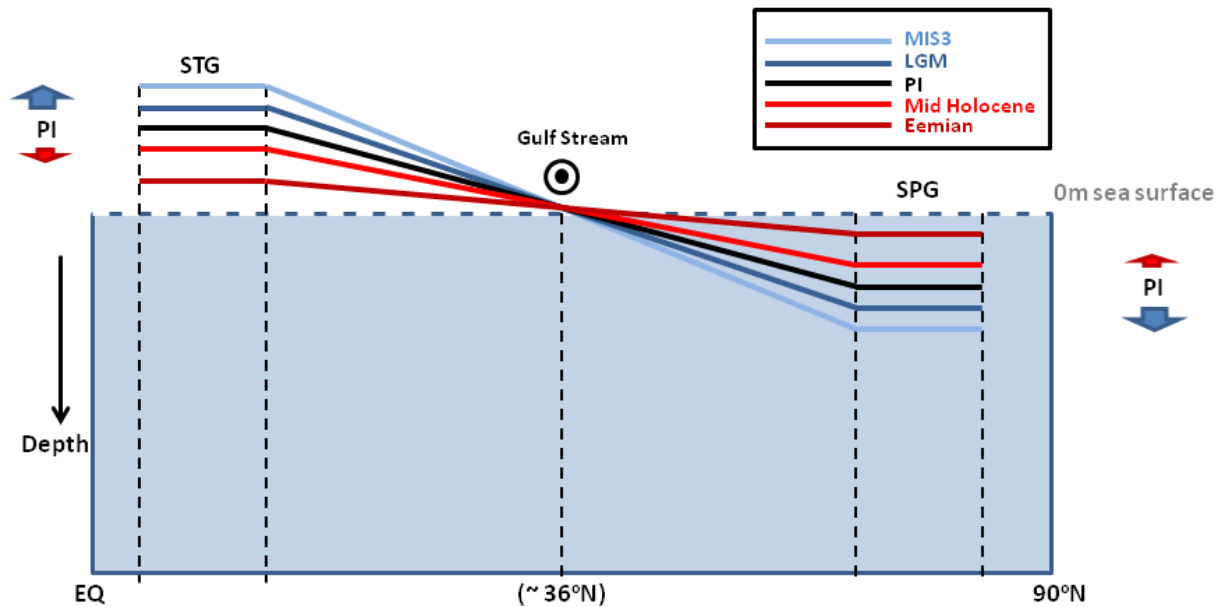 MIS3
LGM
PI
Mid Holocene
Eemian
STG
PI
Gulf Stream
SPG
0m sea surface
PI
Depth
EQ
(~ 36ºN)
90ºN